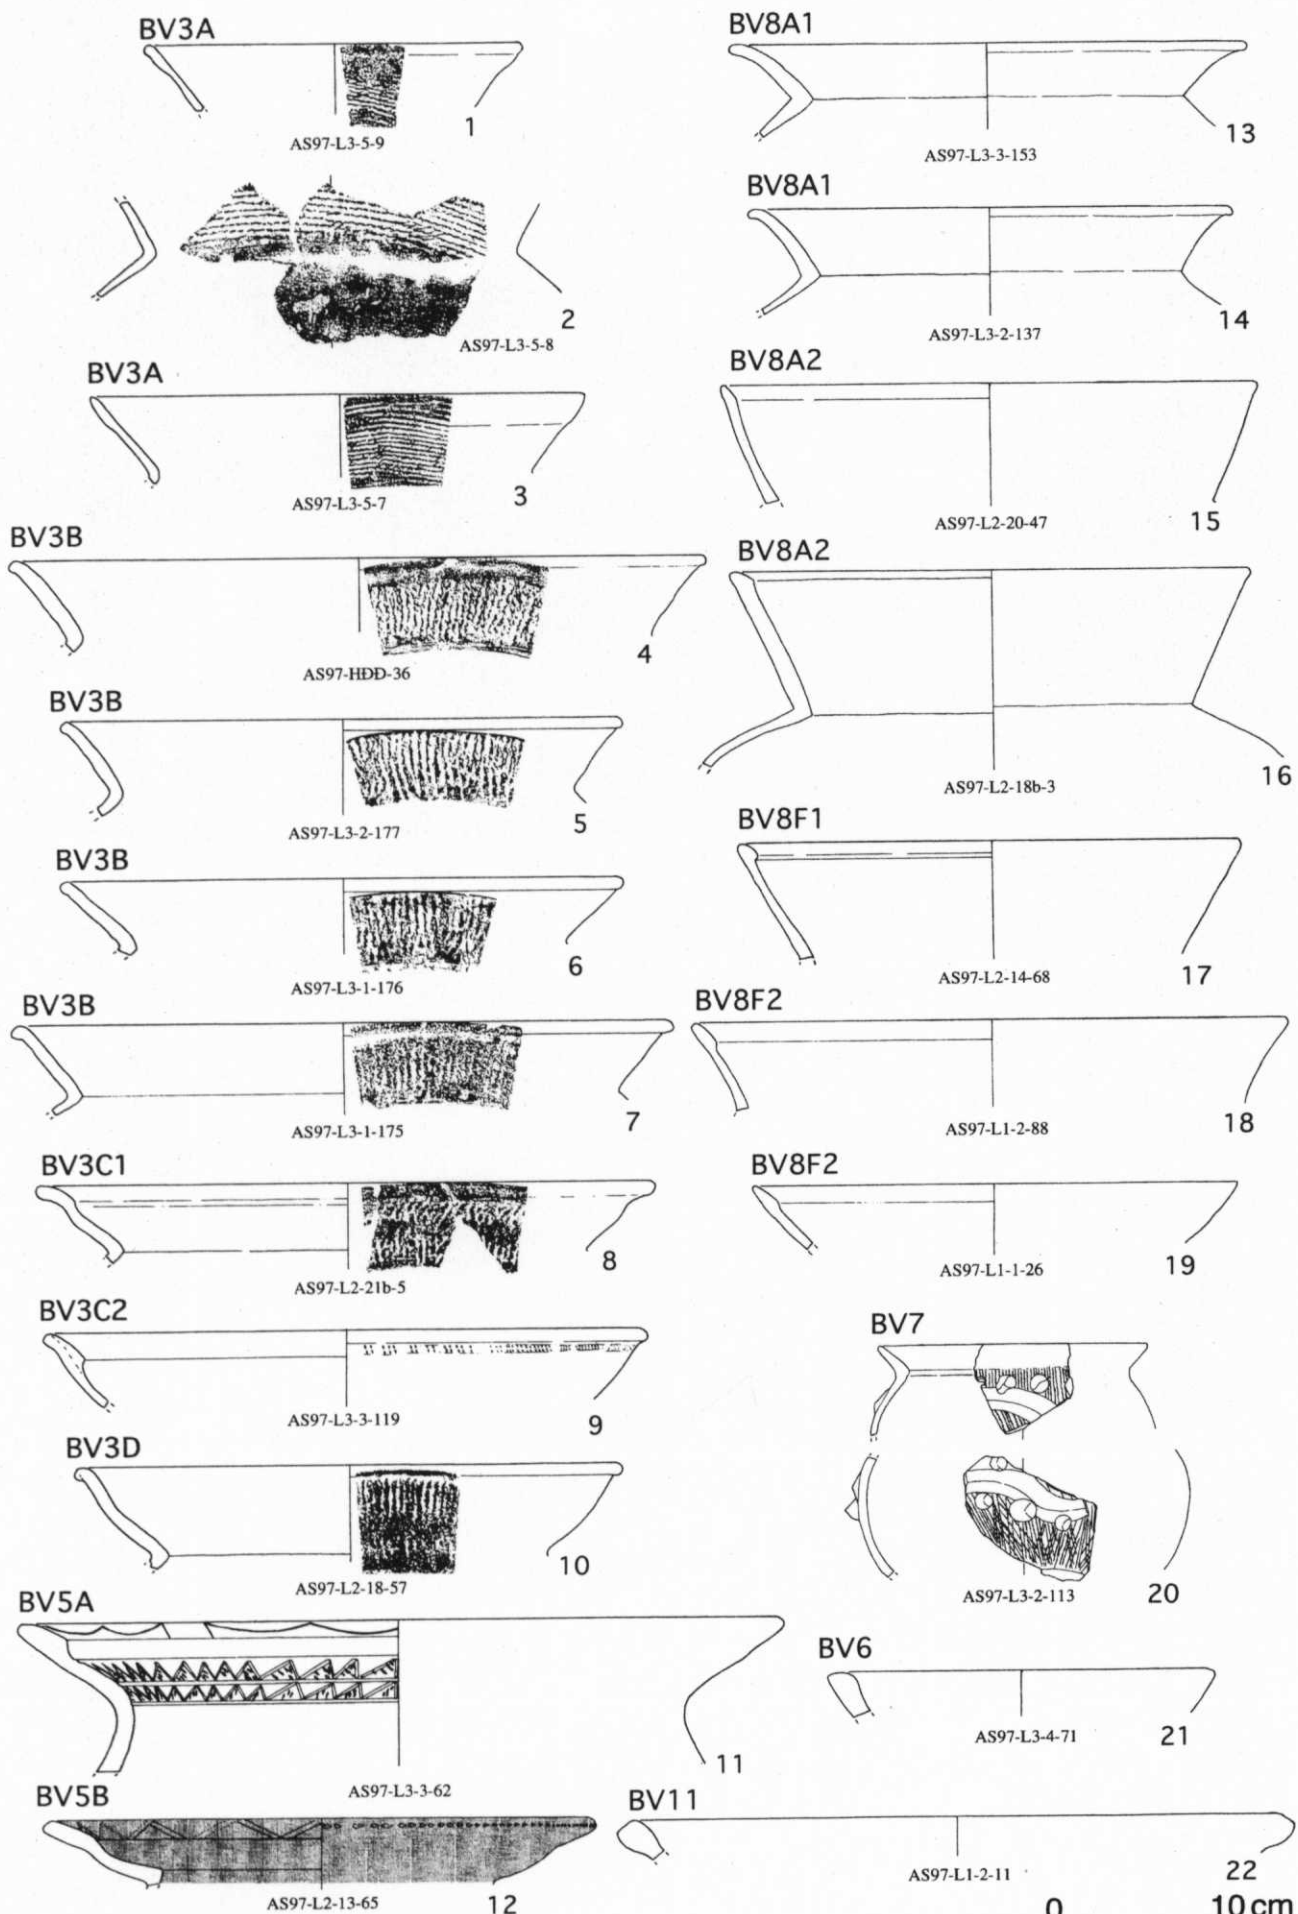 BV3A
AS97-L3-5-9
1
AS97-L3-5-8
2
BV3A
AS97-L3-5-7
3
BV3B
AS97-HĐD-36
4
BV3B
AS97-L3-2-177
5
BV3B
AS97-L3-1-176
6
BV3B
AS97-L3-1-175
7
BV3C1
AS97-L2-21b-5
8
BV3C2
AS97-L3-3-119
9
BV3D
AS97-L2-18-57
10
BV5A
AS97-L3-3-62
11
BV5B
AS97-L2-13-65
12
BV8A1
AS97-L3-3-153
13
BV8A1
AS97-L3-2-137
14
BV8A2
AS97-L2-20-47
15
BV8A2
AS97-L2-18b-3
16
BV8F1
AS97-L2-14-68
17
BV8F2
AS97-L1-2-88
18
BV8F2
AS97-L1-1-26
19
BV7
AS97-L3-2-113
20
BV6
AS97-L3-4-71
21
BV11
AS97-L1-2-11
22
0 10cm